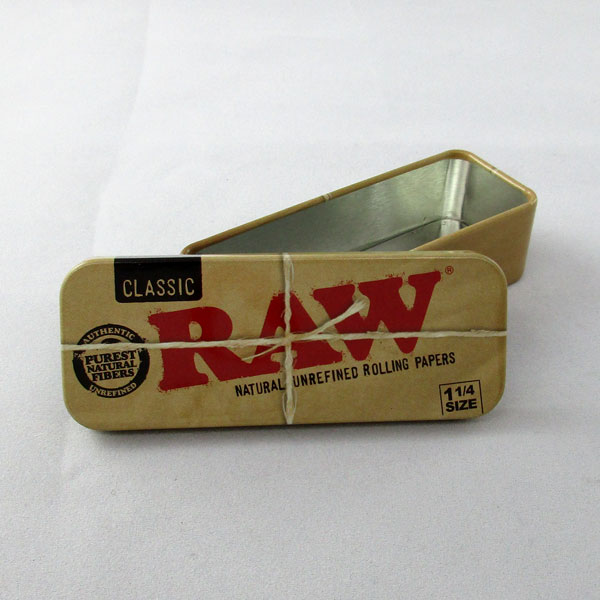 CLASSIC
RAW®
NATURAL UNREFINED ROLLING PAPERS
AUTHENTIC
PUREST
NATURAL
FIBERS
UNREFINED
1 1/4
SIZE